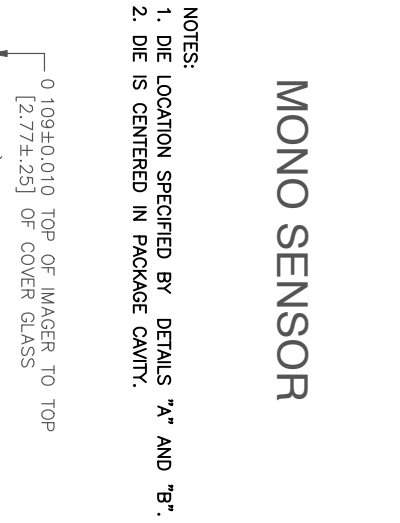 MONO SENSOR
NOTES:
1. DIE LOCATION SPECIFIED BY DETAILS "A" AND "B".
2. DIE IS CENTERED IN PACKAGE CAVITY.
0 109±0.010 TOP OF IMAGER TO TOP
[2.77±.25] OF COVER GLASS